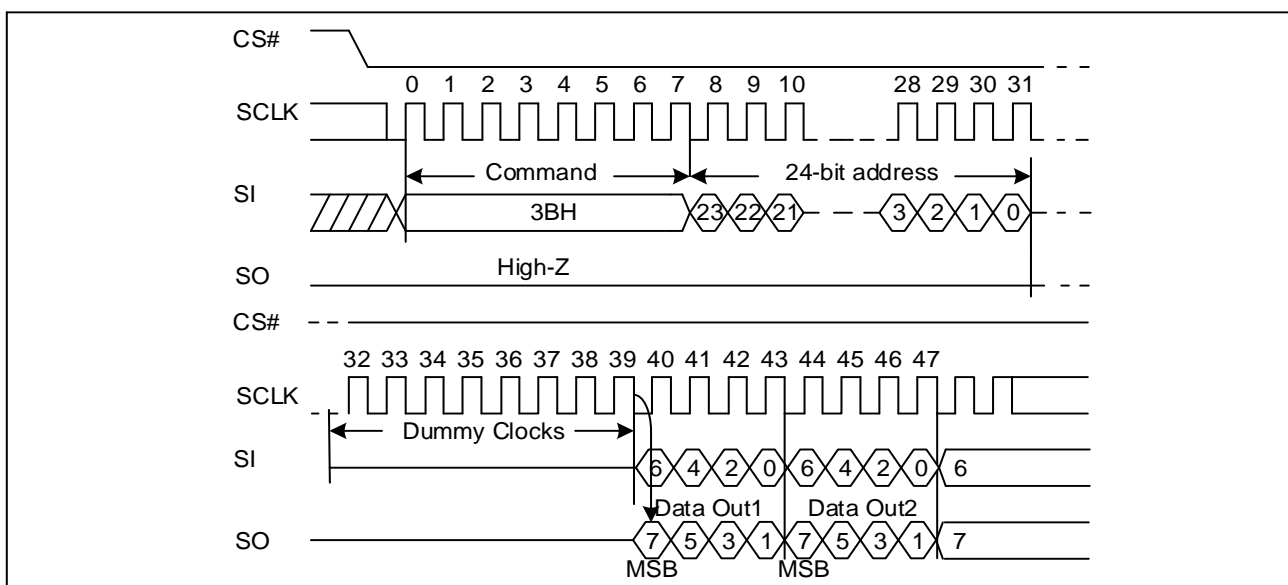 CS#
0 1 2 3 4 5 6 7 8 9 10 28 29 30 31
SCLK
Command 24-bit address
SI
3BH 23 22 21 3 2 1 0
High-Z
SO
CS#
32 33 34 35 36 37 38 39 40 41 42 43 44 45 46 47
SCLK
Dummy Clocks
SI 6 4 2 0 6 4 2 0 6
Data Out1 Data Out2
SO 7 5 3 1 7 5 3 1 7
MSB MSB